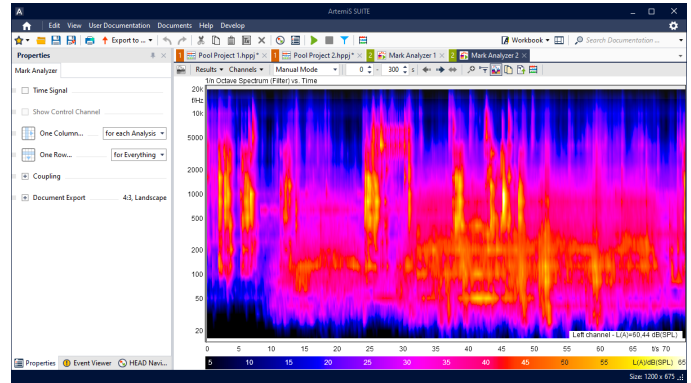 ArtemiS SUITE
Edit View User Documentation Documents Help Develop
Export to ... Workbook Search Documentation ...
Properties
1 Pool Project 1.hppj* 1 Pool Project 2.hppj* 2 Mark Analyzer 1 2 Mark Analyzer 2
Mark Analyzer
Results Channels Manual Mode 0 300 s
1/n Octave Spectrum (Filter) vs. Time
Time Signal
Show Control Channel
One Column... for each Analysis
One Row... for Everything
Coupling
Document Export 4:3, Landscape
20k
f/Hz
10k
5000
2000
1000
500
200
100
50
20
Left channel - L(A)=60,44 dB(SPL)
0 5 10 15 20 25 30 35 40 45 50 55 60 65 t/s 70
5 10 15 20 25 30 35 40 45 50 55 L(A)/dB(SPL) 65
Properties Event Viewer HEAD Navi...
Size: 1200 x 675